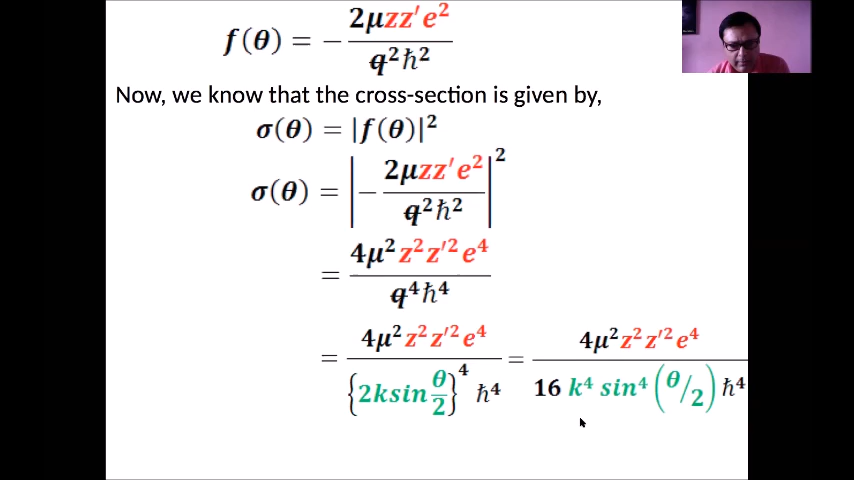 f(θ) = − 2μzz′e² / q²ħ²
Now, we know that the cross-section is given by,
σ(θ) = |f(θ)|²
σ(θ) = |− 2μzz′e² / q²ħ²|²
= 4μ²z²z′²e⁴ / q⁴ħ⁴
= 4μ²z²z′²e⁴ / {2ksin θ/2}⁴ ħ⁴ = 4μ²z²z′²e⁴ / 16 k⁴ sin⁴ (θ/2) ħ⁴